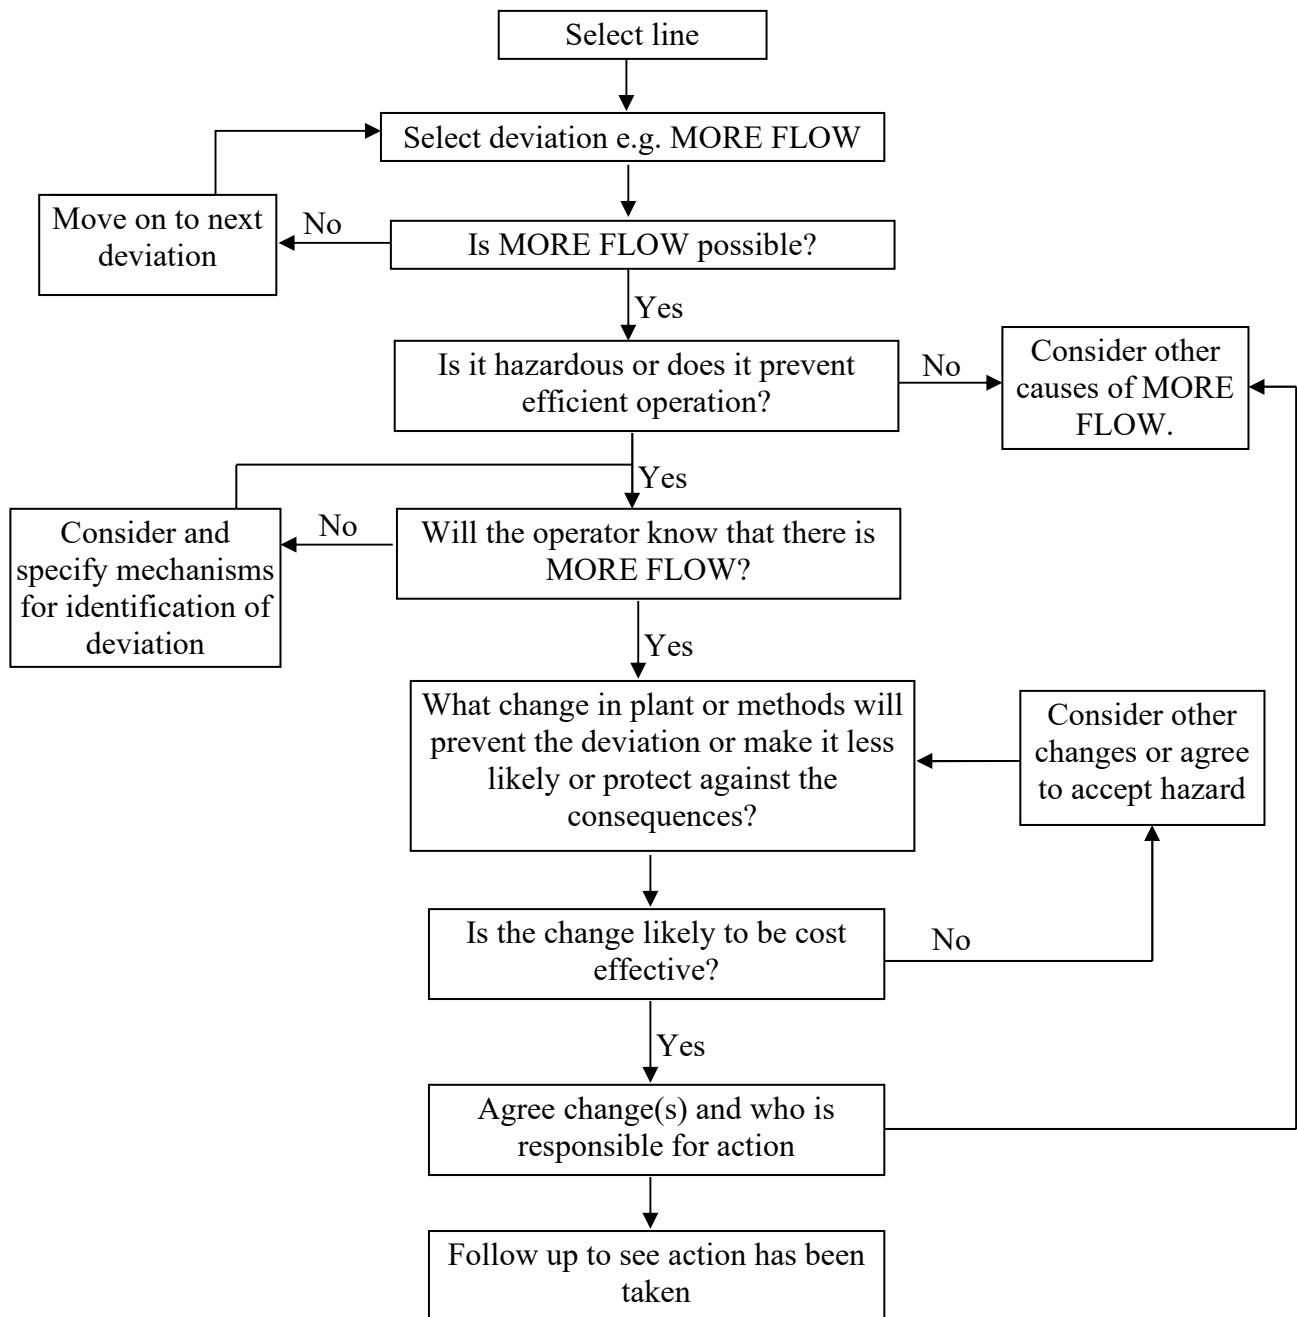 Select line
Select deviation e.g. MORE FLOW
Move on to next
deviation
No
Is MORE FLOW possible?
Yes
Is it hazardous or does it prevent
efficient operation?
No
Consider other
causes of MORE
FLOW.
Yes
Consider and
specify mechanisms
for identification of
deviation
No
Will the operator know that there is
MORE FLOW?
Yes
What change in plant or methods will
prevent the deviation or make it less
likely or protect against the
consequences?
Consider other
changes or agree
to accept hazard
Is the change likely to be cost
effective?
No
Yes
Agree change(s) and who is
responsible for action
Follow up to see action has been
taken